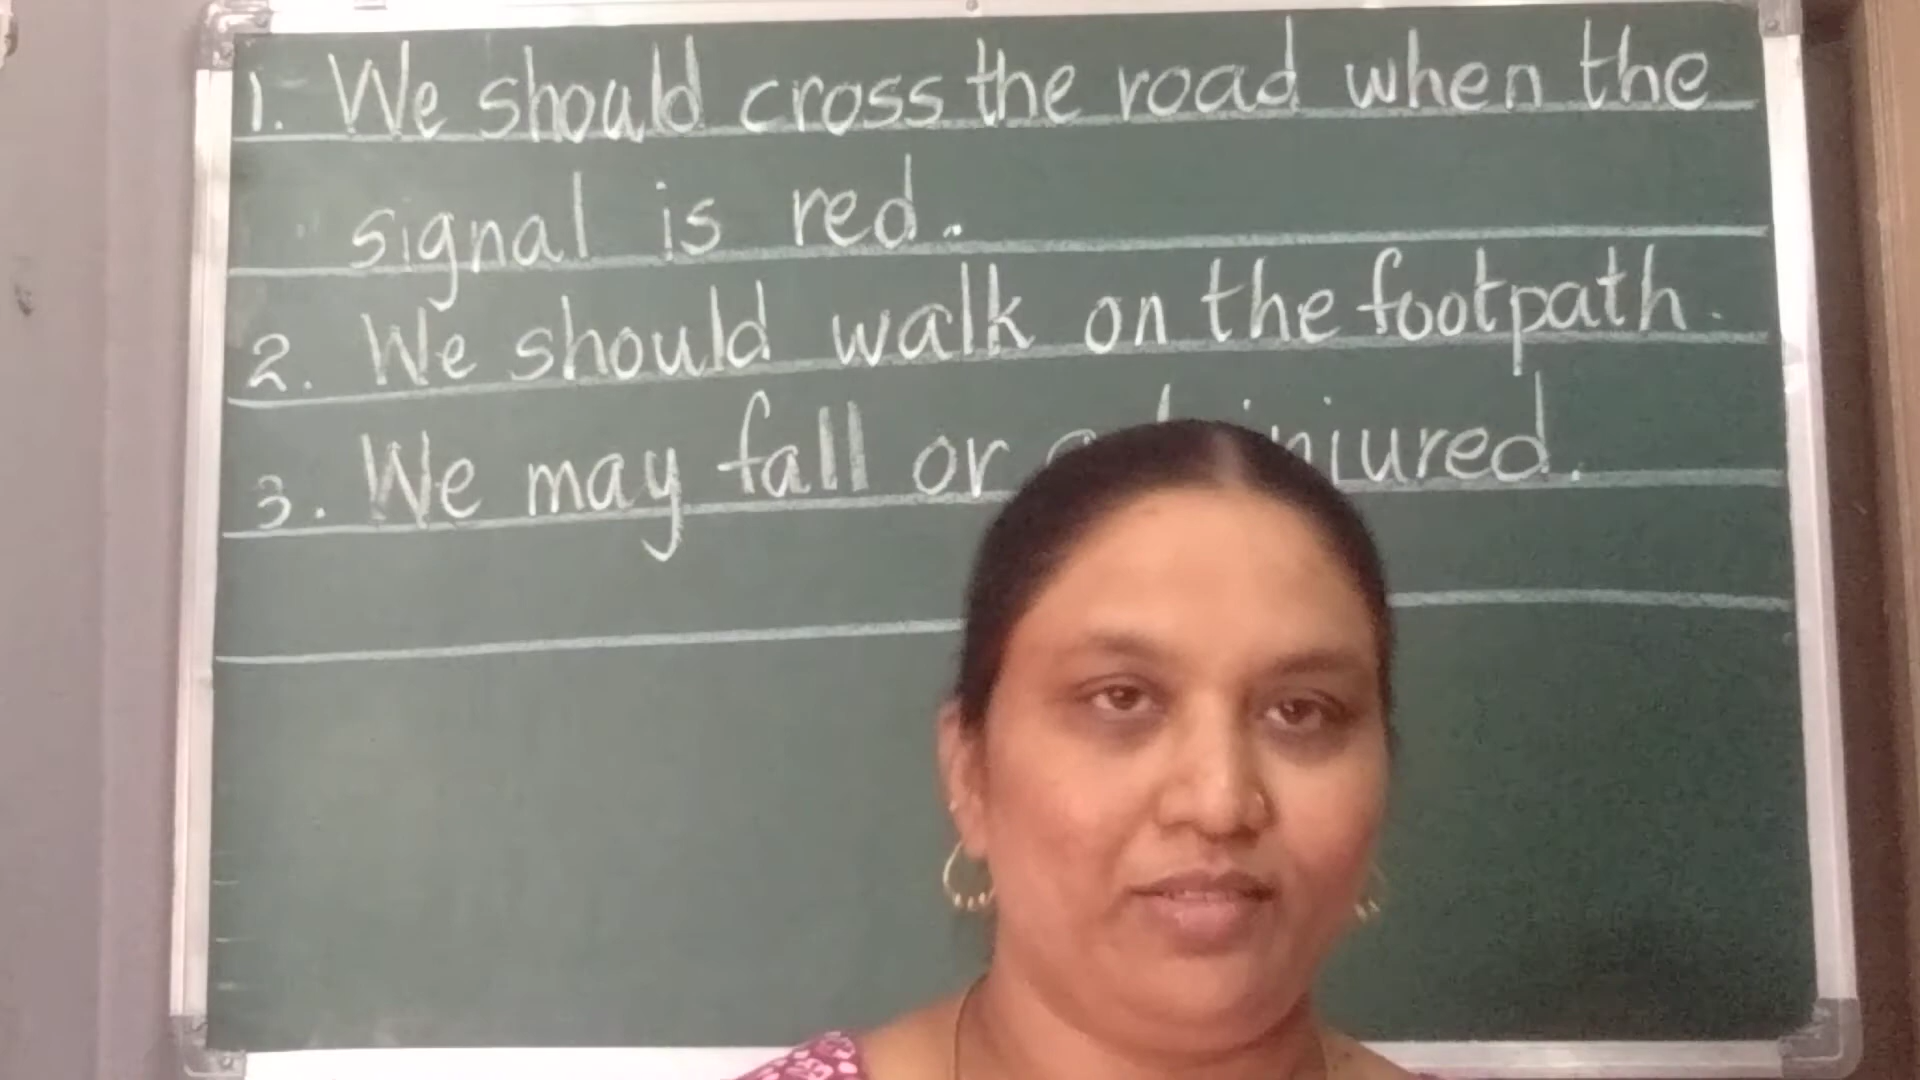 1. We should cross the road when the
signal is red.
2. We should walk on the footpath.
3. We may fall or injured.